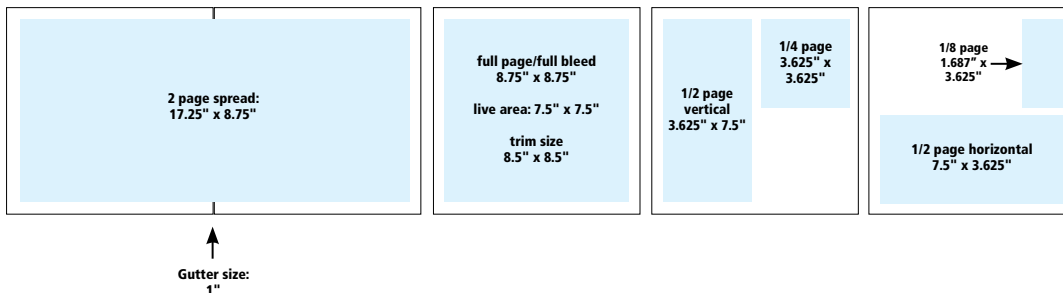 2 page spread:
17.25" x 8.75"
Gutter size:
1"
full page/full bleed
8.75" x 8.75"
live area: 7.5" x 7.5"
trim size
8.5" x 8.5"
1/2 page
vertical
3.625" x 7.5"
1/4 page
3.625" x
3.625"
1/8 page
1.687” x
3.625"
1/2 page horizontal
7.5" x 3.625"